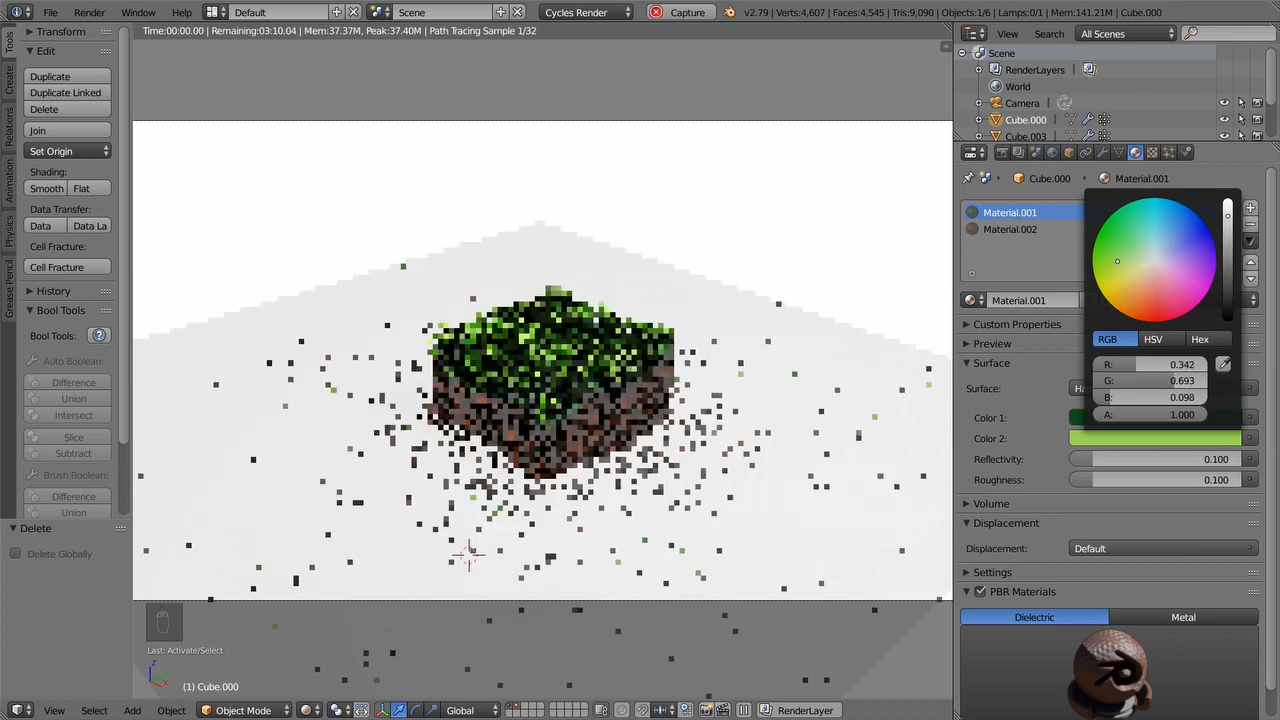 File Render Window Help Default Scene Cycles Render Capture v2.79 | Verts:4,607 | Faces:4,545 | Tris:9,090 | Objects:1/6 | Lamps:0/1 | Mem:141.21M | Cube.000
Time:00:00.00 | Remaining:03:10.04 | Mem:37.37M, Peak:37.40M | Path Tracing Sample 1/32
Tools
Create
Relations
Animation
Physics
Grease Pencil
Transform
Edit
Duplicate
Duplicate Linked
Delete
Join
Set Origin
Shading:
Smooth Flat
Data Transfer:
Data Data La
Cell Fracture:
Cell Fracture
History
Bool Tools
Bool Tools:
Auto Boolean:
Difference
Union
Intersect
Slice
Subtract
Brush Boolean:
Difference
Union
Delete
Delete Globally
Last: Activate/Select
z
x
(1) Cube.000
View Select Add Object Object Mode Global RenderLayer
View Search All Scenes
Scene
RenderLayers
World
Camera
Cube.000
Cube.003
Cube.000 Material.001
Material.001
Material.002
Material.001
Custom Properties
Preview
Surface
Surface: Ha
Color 1:
Color 2:
RGB HSV Hex
R: 0.342
G: 0.693
B: 0.098
A: 1.000
Reflectivity: 0.100
Roughness: 0.100
Volume
Displacement
Displacement: Default
Settings
PBR Materials
Dielectric Metal